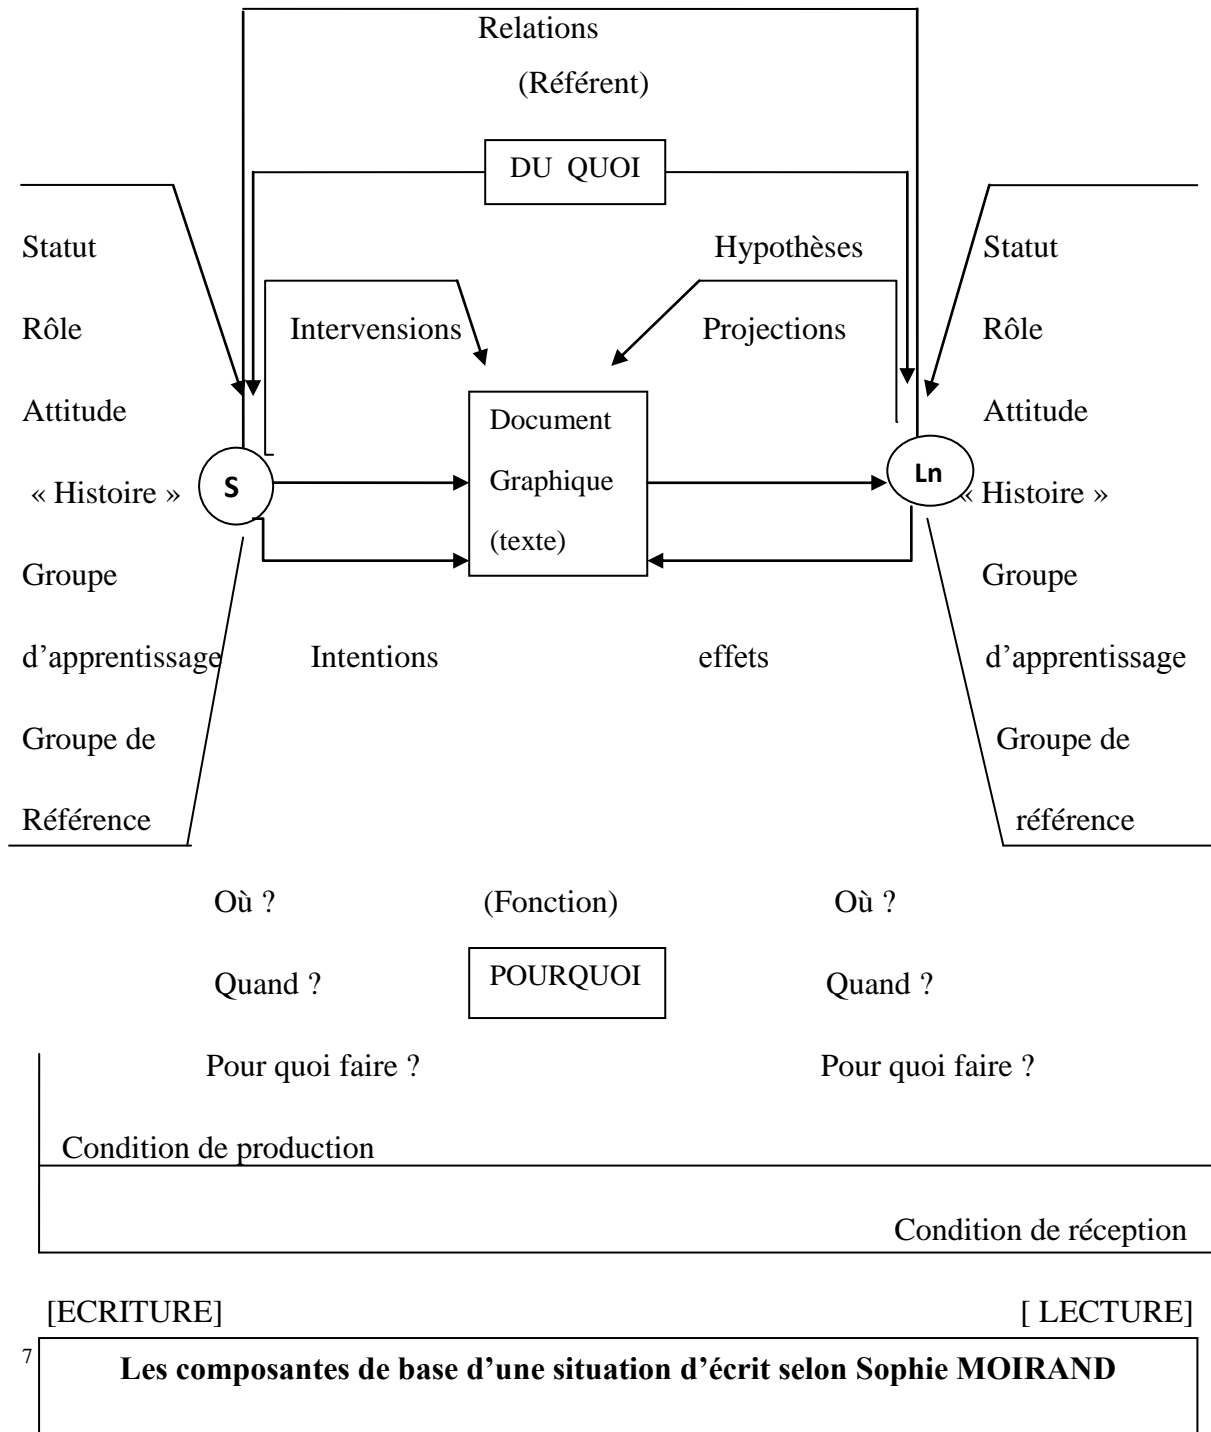 Relations
(Référent)
DU QUOI
Statut Hypothèses Statut
Rôle Intervensions Projections Rôle
Attitude Document Attitude
« Histoire » S Graphique Ln « Histoire »
(texte)
Groupe Groupe
d’apprentissage Intentions effets d’apprentissage
Groupe de Groupe de
Référence référence
Où ? (Fonction) Où ?
Quand ? POURQUOI Quand ?
Pour quoi faire ? Pour quoi faire ?
Condition de production
Condition de réception
[ECRITURE] [ LECTURE]
7 Les composantes de base d’une situation d’écrit selon Sophie MOIRAND